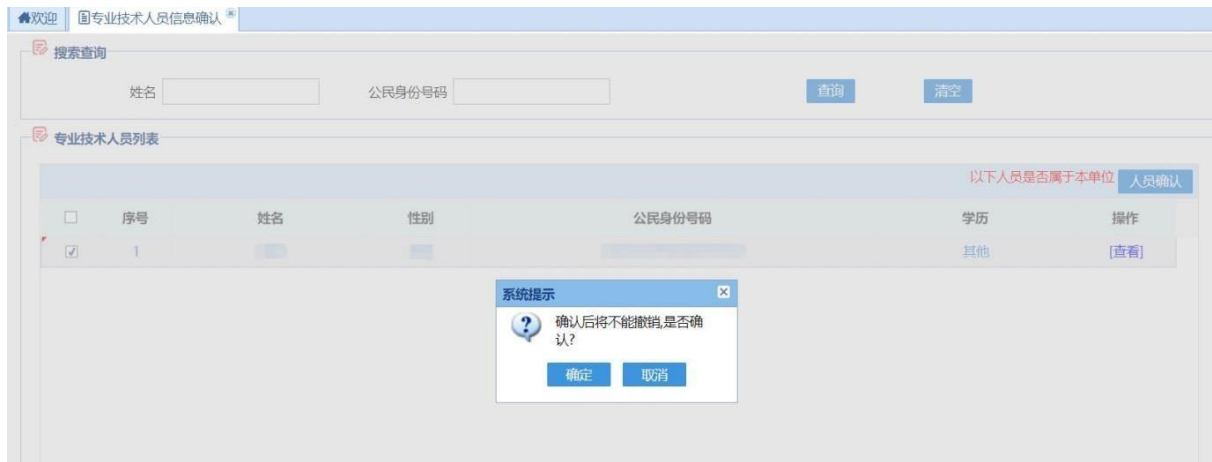 欢迎 专业技术人员信息确认
搜索查询
姓名 公民身份号码 查询 清空
专业技术人员列表
以下人员是否属于本单位 人员确认
序号 姓名 性别 公民身份号码 学历 操作
1 其他 [查看]
系统提示
确认后将不能撤销,是否确
认?
确定 取消